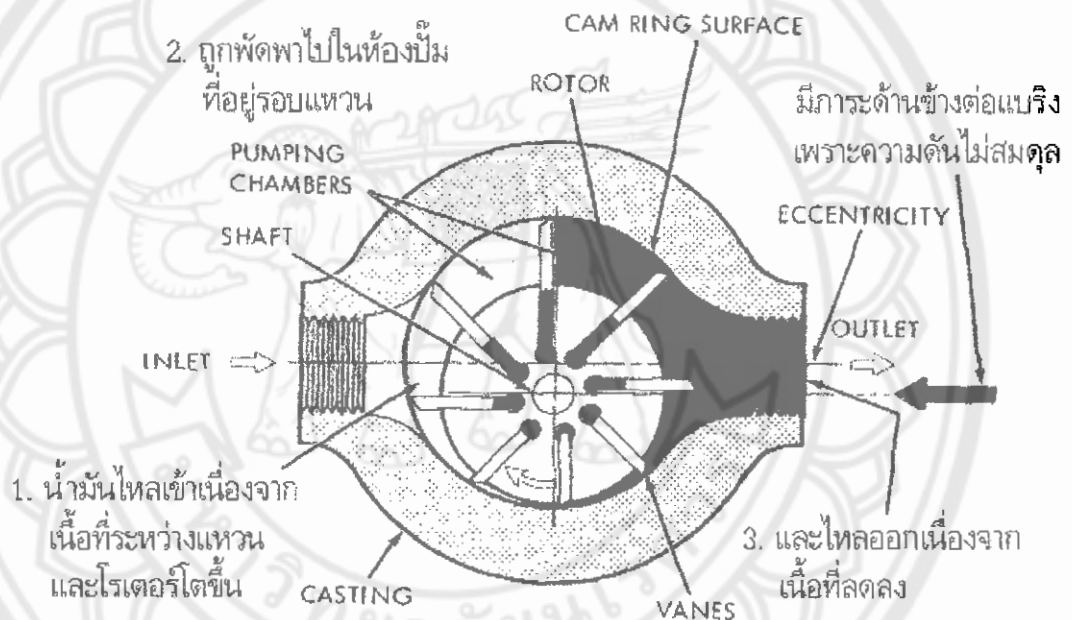 CAM RING SURFACE
2. ถูกพัดพาไปในห้องปั๊ม
ที่อยู่รอบแหวน
ROTOR
มีภาระด้านข้างต่อแบริ่ง
เพราะความดันไม่สมดุล
PUMPING
CHAMBERS
ECCENTRICITY
SHAFT
OUTLET
INLET
1. น้ำมันไหลเข้าเนื่องจาก
เนื้อที่ระหว่างแหวน
และโรเตอร์โตขึ้น
3. และไหลออกเนื่องจาก
เนื้อที่ลดลง
CASTING
VANES